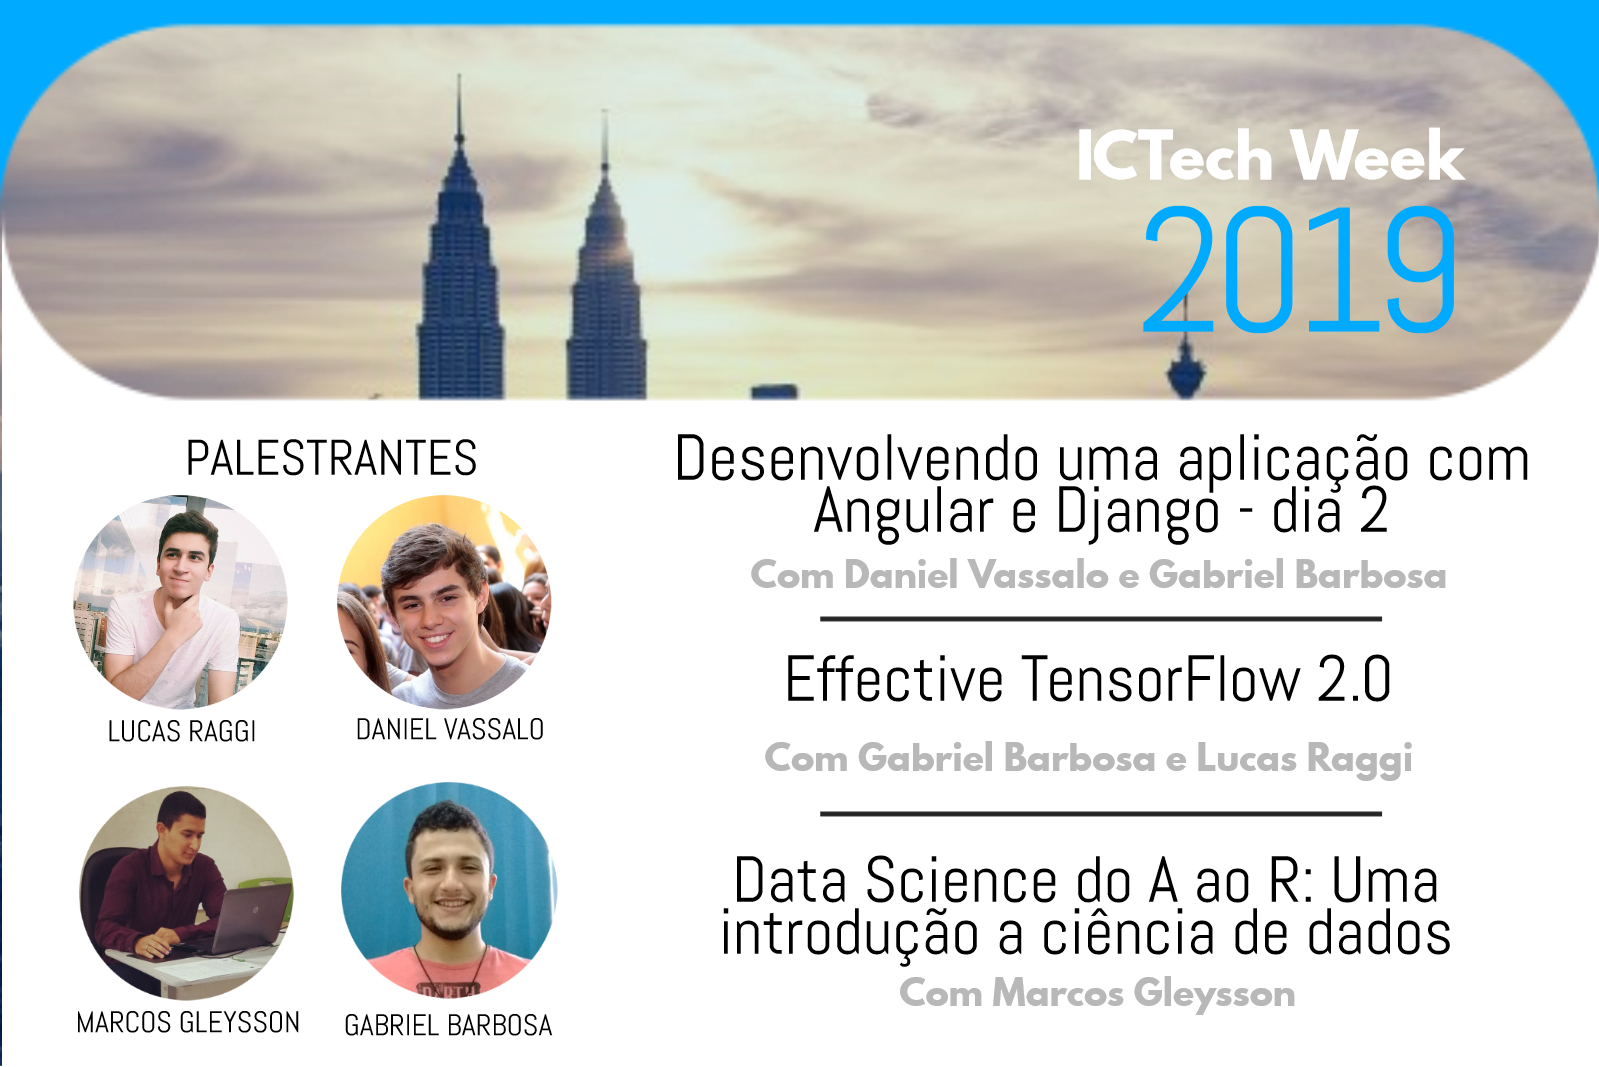 ICTech Week
2019
PALESTRANTES
LUCAS RAGGI
DANIEL VASSALO
MARCOS GLEYSSON
GABRIEL BARBOSA
Desenvolvendo uma aplicação com
Angular e Django - dia 2
Com Daniel Vassalo e Gabriel Barbosa
Effective TensorFlow 2.0
Com Gabriel Barbosa e Lucas Raggi
Data Science do A ao R: Uma
introdução a ciência de dados
Com Marcos Gleysson